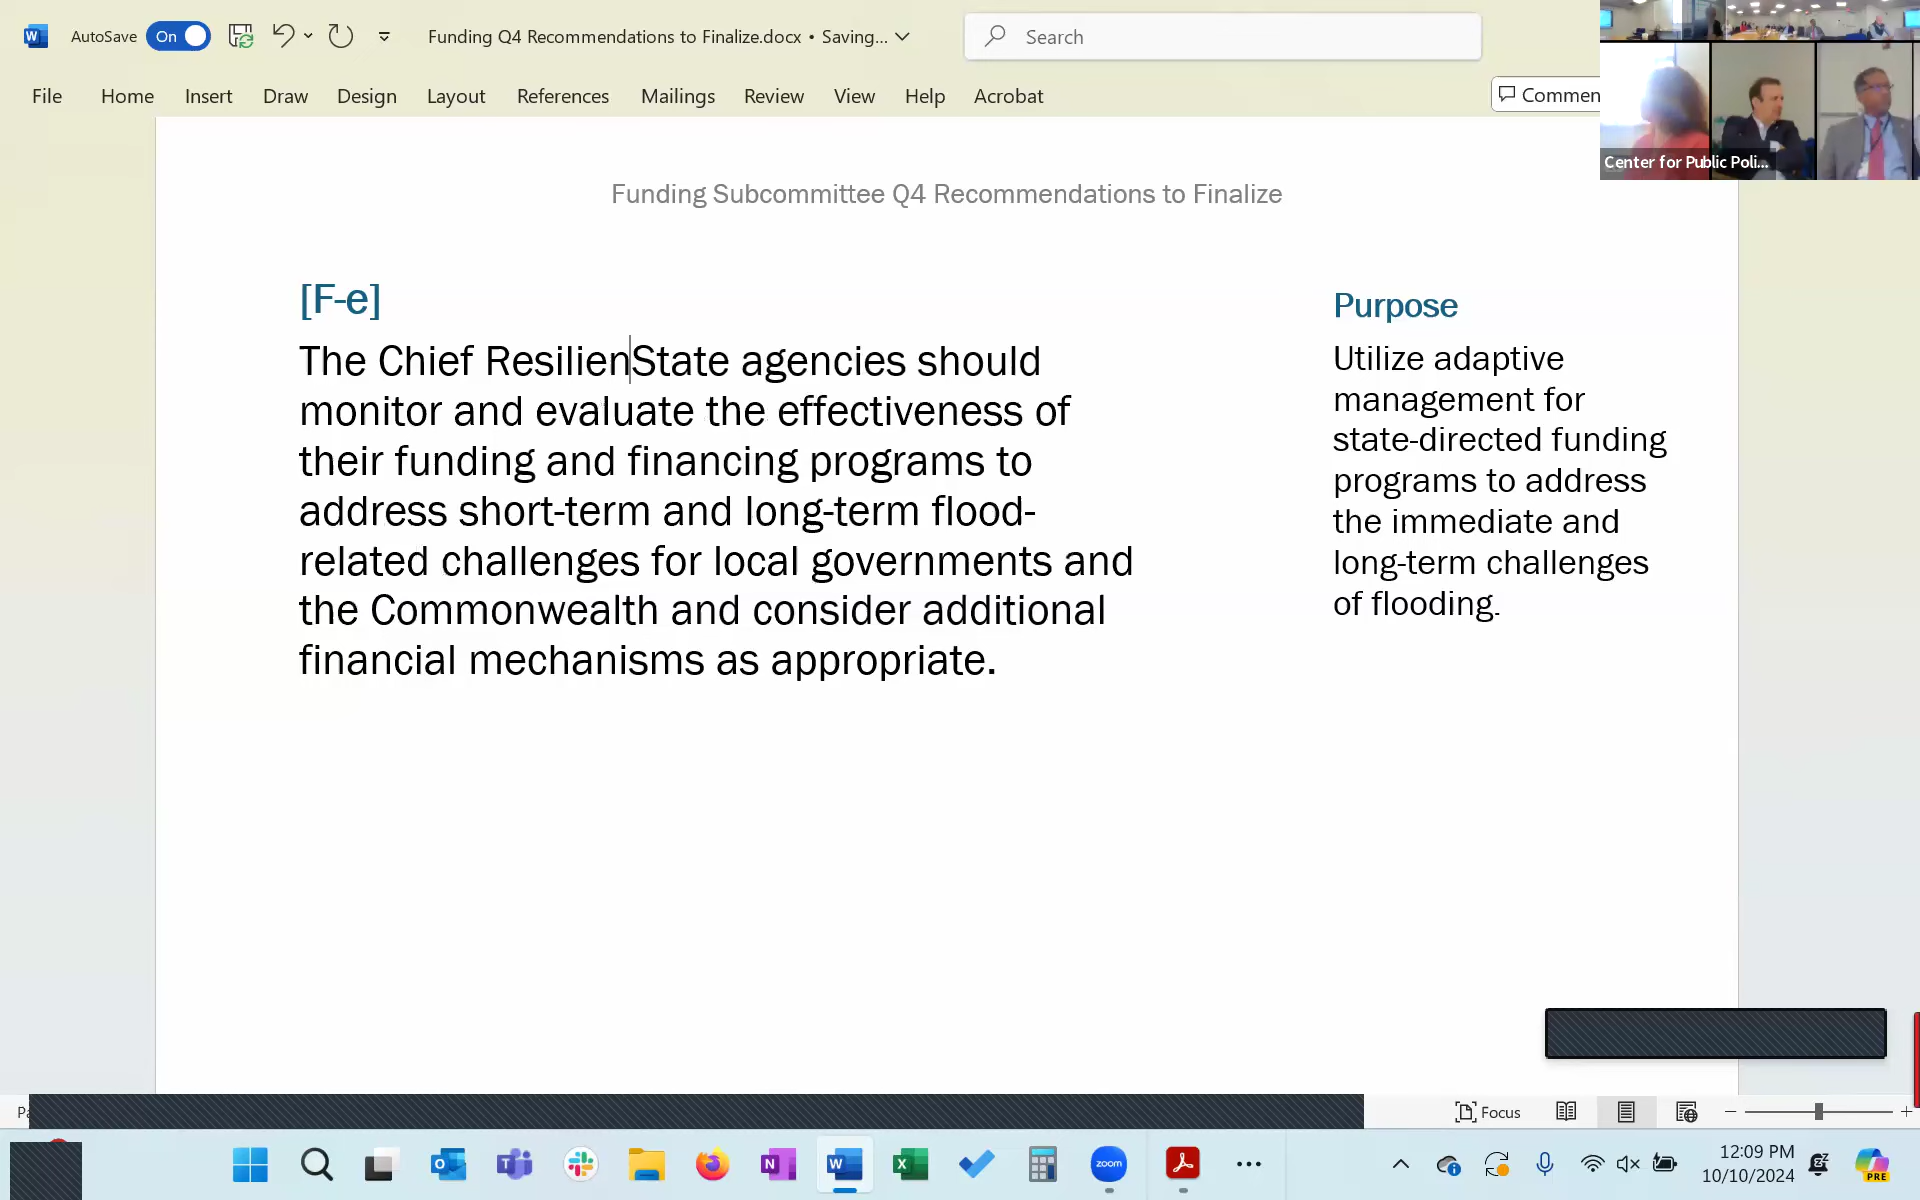 AutoSave On
Funding Q4 Recommendations to Finalize.docx • Saving...
Search
File Home Insert Draw Design Layout References Mailings Review View Help Acrobat
Commen
Center for Public Poli...
Funding Subcommittee Q4 Recommendations to Finalize
[F-e]
The Chief ResilienState agencies should
monitor and evaluate the effectiveness of
their funding and financing programs to
address short-term and long-term flood-
related challenges for local governments and
the Commonwealth and consider additional
financial mechanisms as appropriate.
Purpose
Utilize adaptive
management for
state-directed funding
programs to address
the immediate and
long-term challenges
of flooding.
Focus
zoom
12:09 PM
10/10/2024
PRE